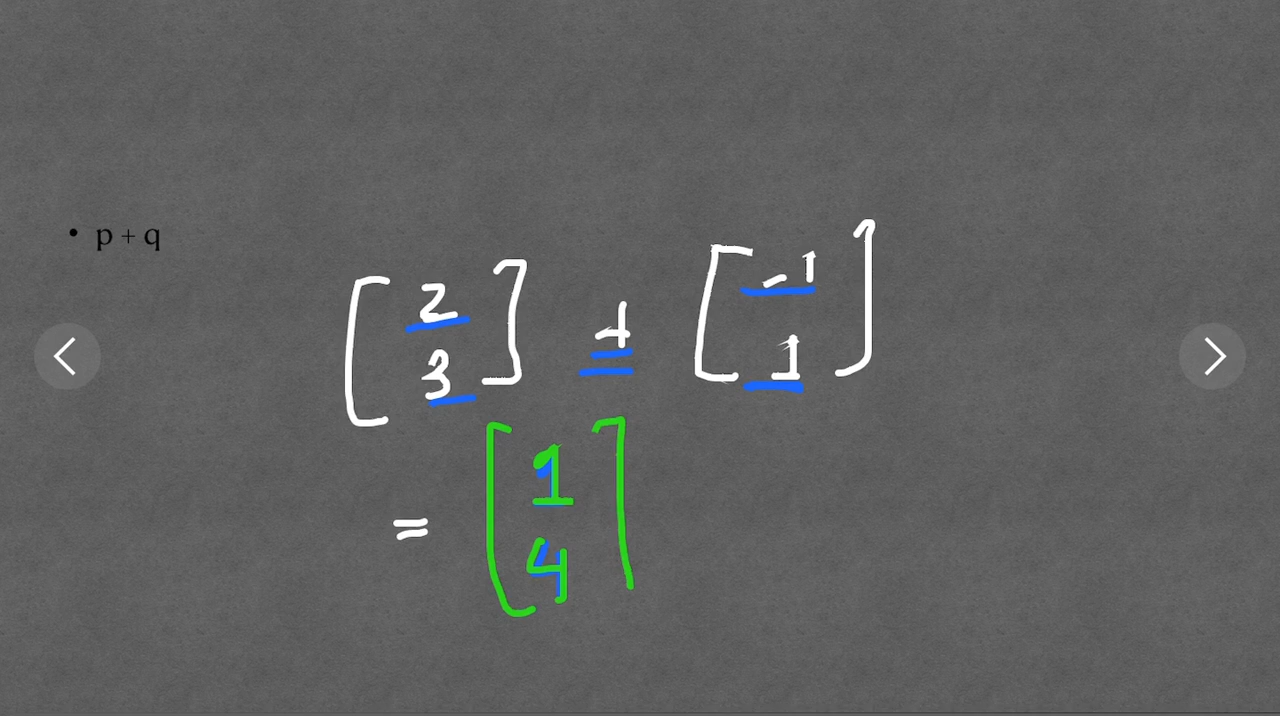 • p + q
[2 3] + [-1 1]
= [1 4]